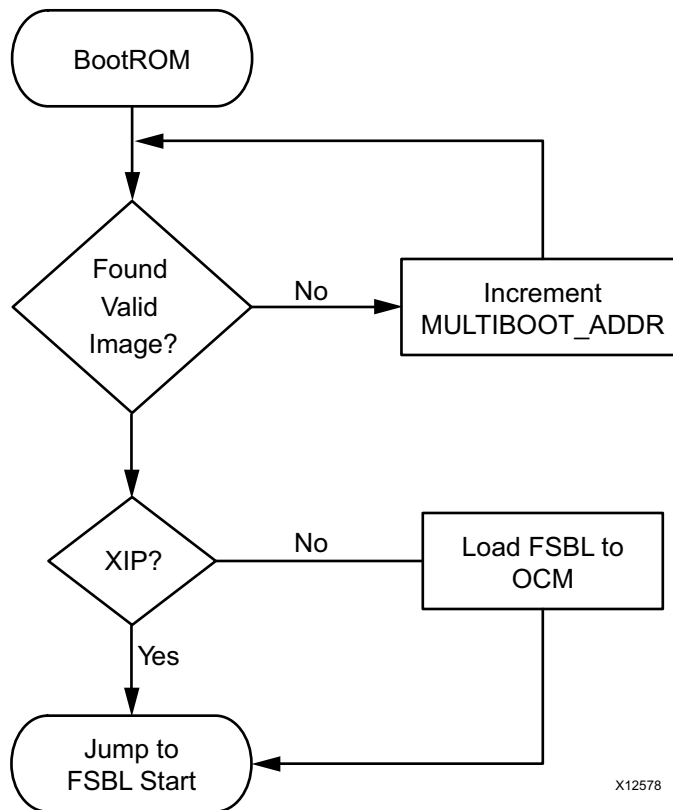 BootROM
Found
Valid
Image?
No
Increment
MULTIBOOT_ADDR
XIP?
No
Load FSBL to
OCM
Yes
Jump to
FSBL Start
X12578